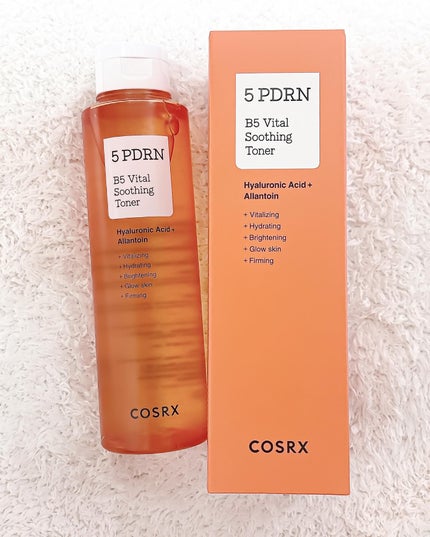 5 PDRN
B5 Vital
Soothing
Toner
Hyaluronic Acid +
Allantoin
+ Vitalizing
+ Hydrating
+ Brightening
+ Glow skin
+ Firming
COSRX
5 PDRN
B5 Vital
Soothing
Toner
Hyaluronic Acid +
Allantoin
+ Vitalizing
+ Hydrating
+ Brightening
+ Glow skin
+ Firming
COSRX